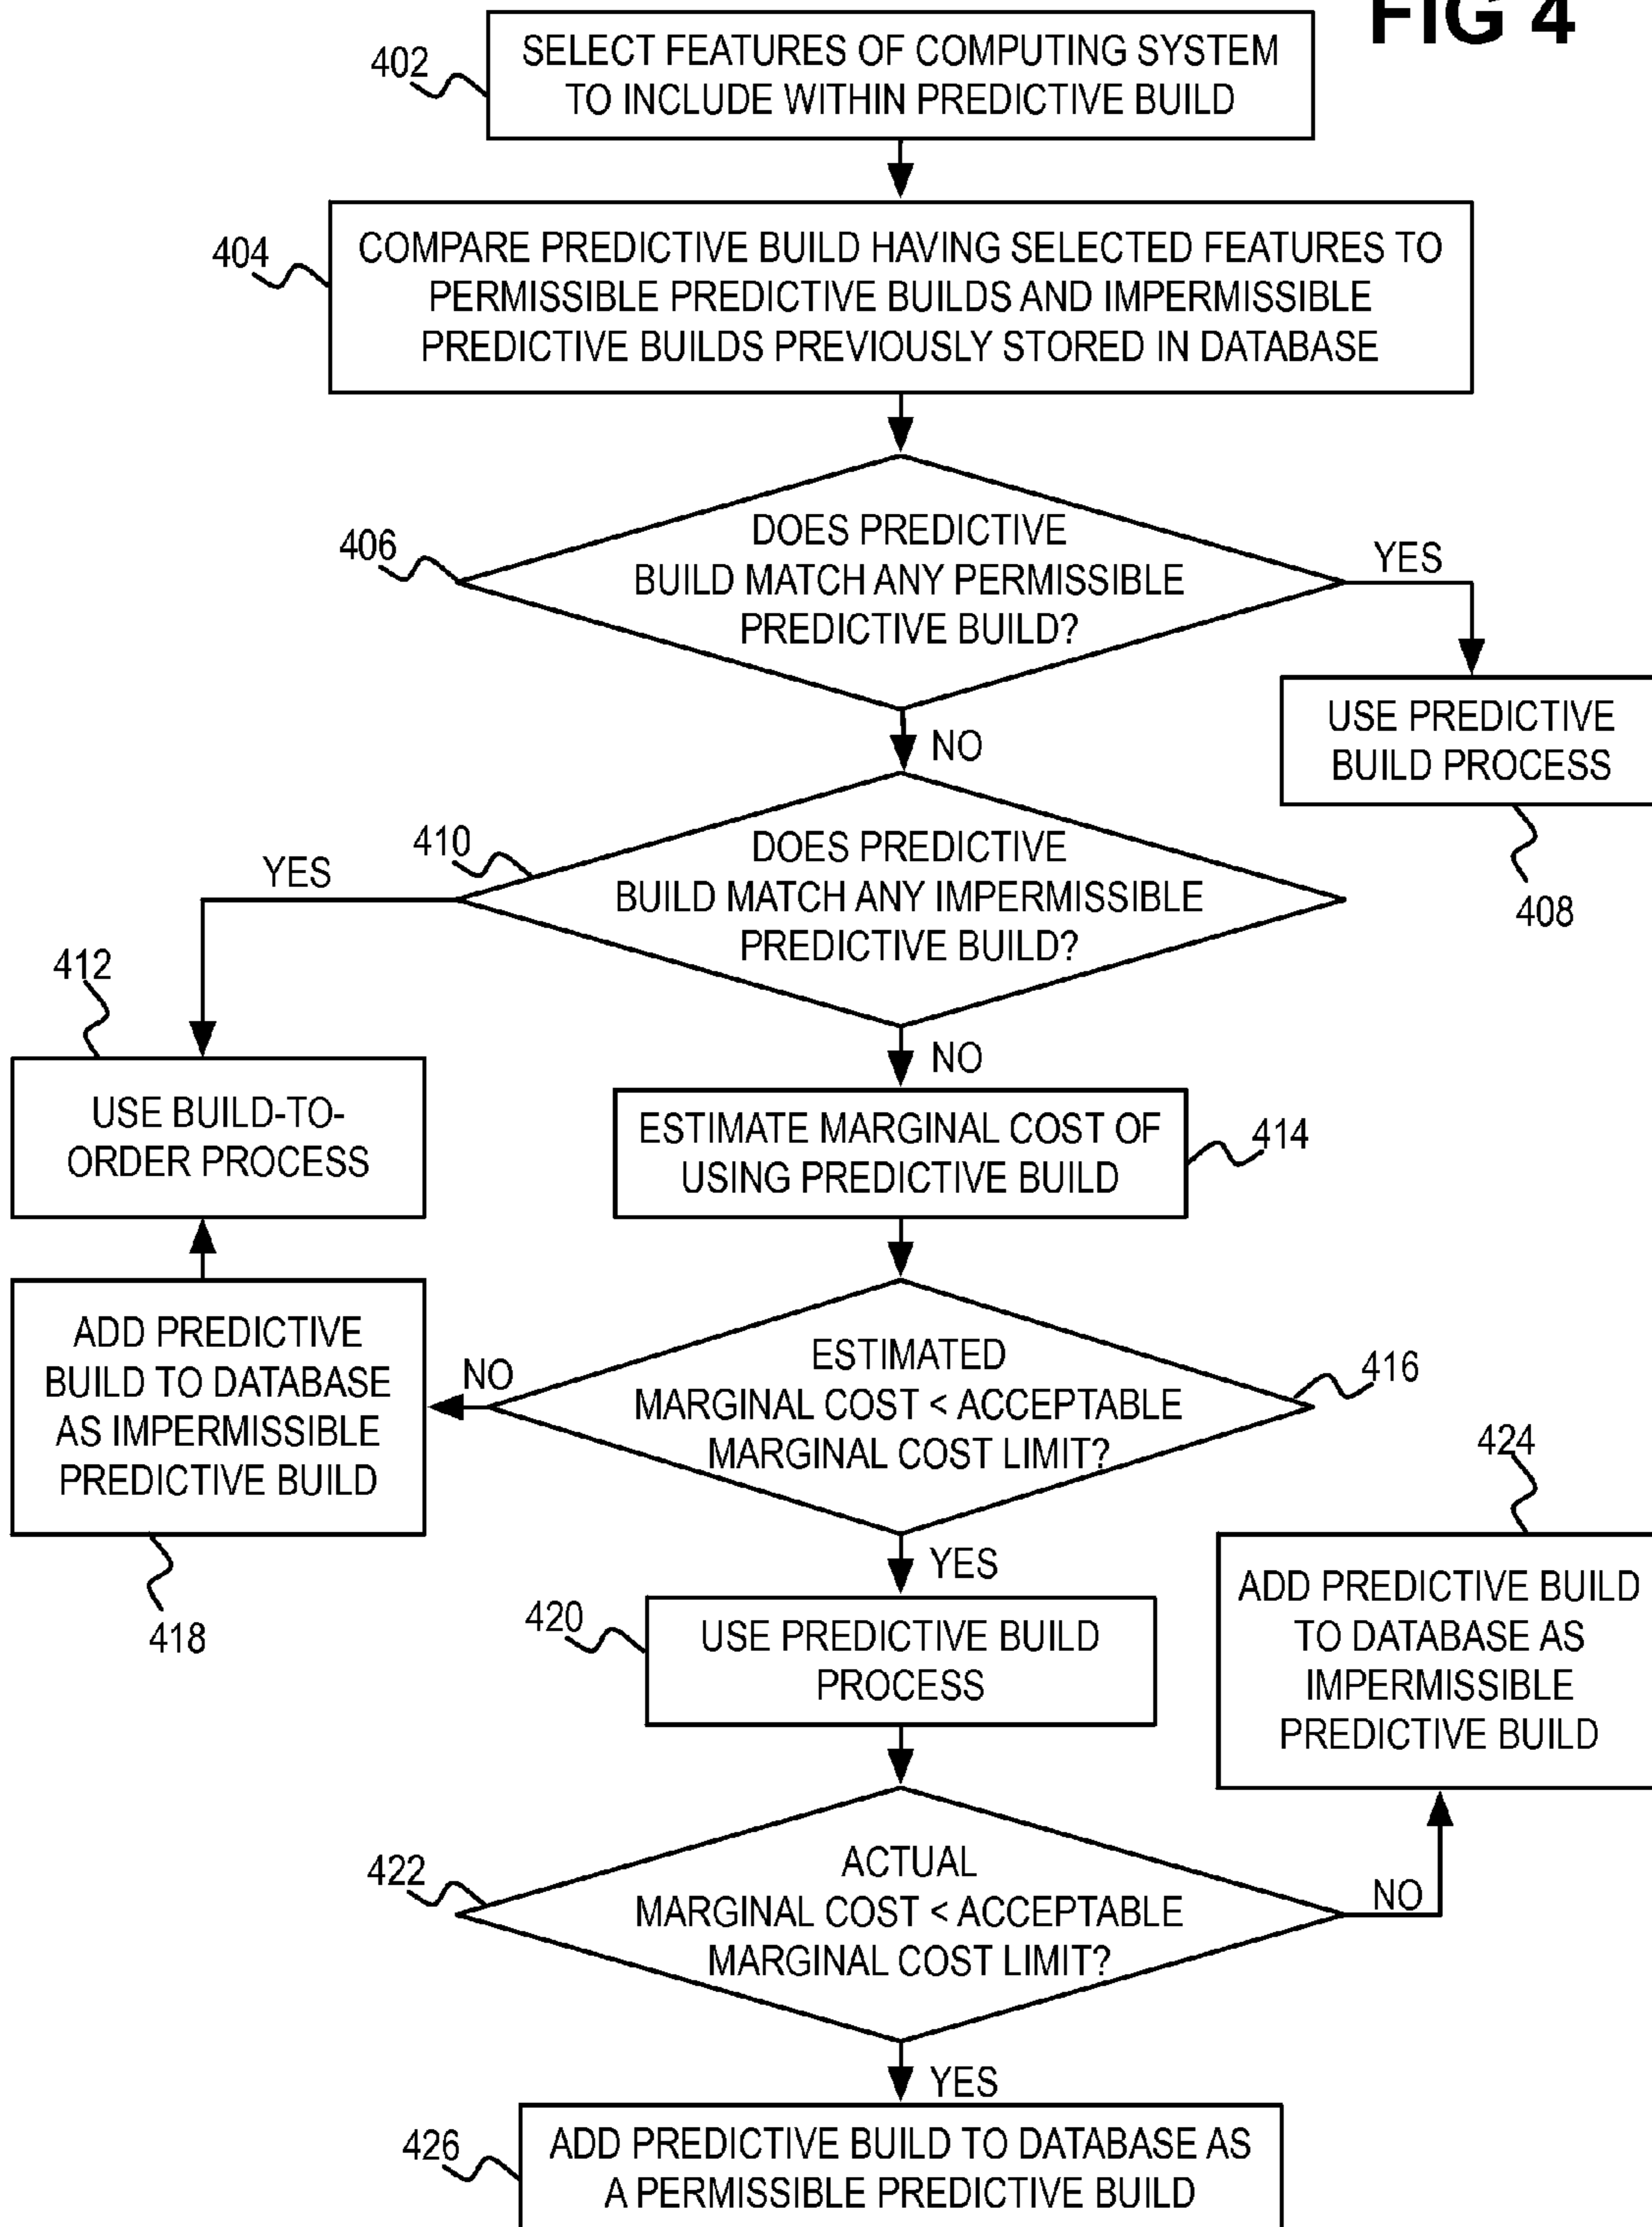 FIG 4
402
SELECT FEATURES OF COMPUTING SYSTEM
TO INCLUDE WITHIN PREDICTIVE BUILD
404
COMPARE PREDICTIVE BUILD HAVING SELECTED FEATURES TO
PERMISSIBLE PREDICTIVE BUILDS AND IMPERMISSIBLE
PREDICTIVE BUILDS PREVIOUSLY STORED IN DATABASE
406
DOES PREDICTIVE
BUILD MATCH ANY PERMISSIBLE
PREDICTIVE BUILD?
YES
USE PREDICTIVE
BUILD PROCESS
408
NO
410
DOES PREDICTIVE
BUILD MATCH ANY IMPERMISSIBLE
PREDICTIVE BUILD?
YES
412
USE BUILD-TO-
ORDER PROCESS
NO
ESTIMATE MARGINAL COST OF
USING PREDICTIVE BUILD
414
ESTIMATED
MARGINAL COST < ACCEPTABLE
MARGINAL COST LIMIT?
416
NO
ADD PREDICTIVE
BUILD TO DATABASE
AS IMPERMISSIBLE
PREDICTIVE BUILD
418
YES
420
USE PREDICTIVE BUILD
PROCESS
424
ADD PREDICTIVE BUILD
TO DATABASE AS
IMPERMISSIBLE
PREDICTIVE BUILD
422
ACTUAL
MARGINAL COST < ACCEPTABLE
MARGINAL COST LIMIT?
NO
YES
426
ADD PREDICTIVE BUILD TO DATABASE AS
A PERMISSIBLE PREDICTIVE BUILD